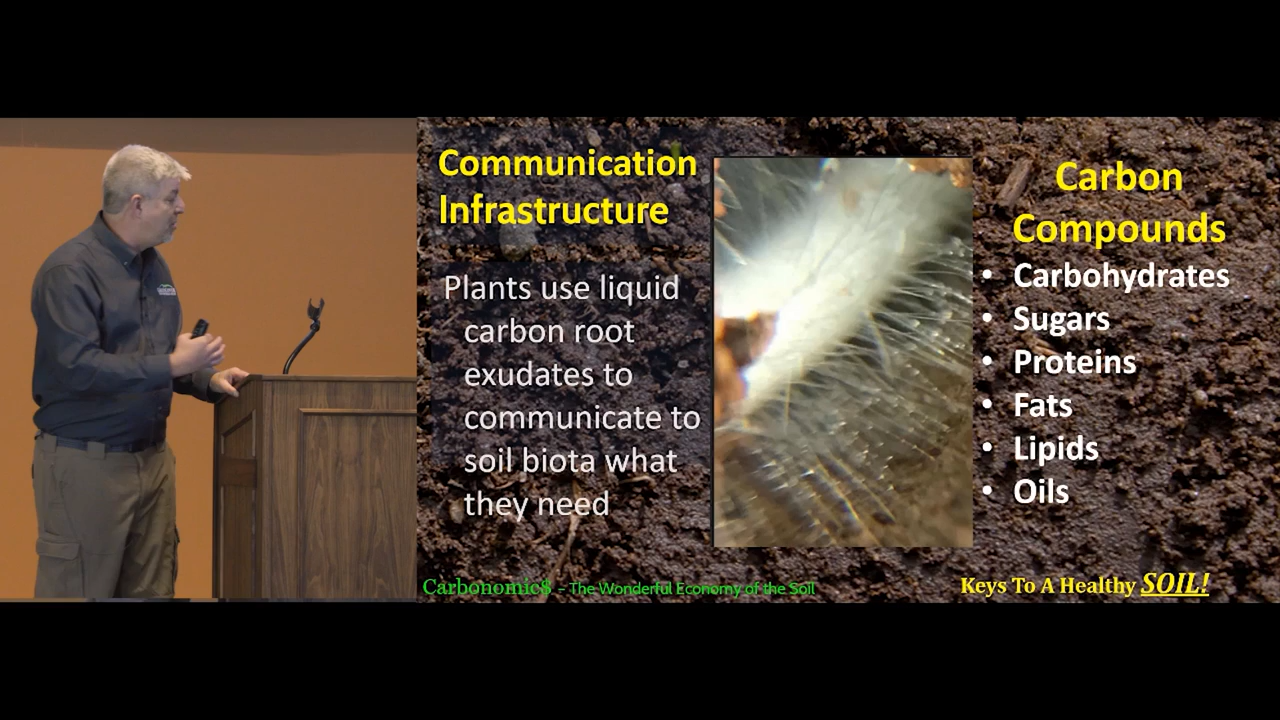 Communication
Infrastructure
Plants use liquid
carbon root
exudates to
communicate to
soil biota what
they need
Carbon
Compounds
• Carbohydrates
• Sugars
• Proteins
• Fats
• Lipids
• Oils
Carbonomic$ - The Wonderful Economy of the Soil
Keys To A Healthy SOIL!